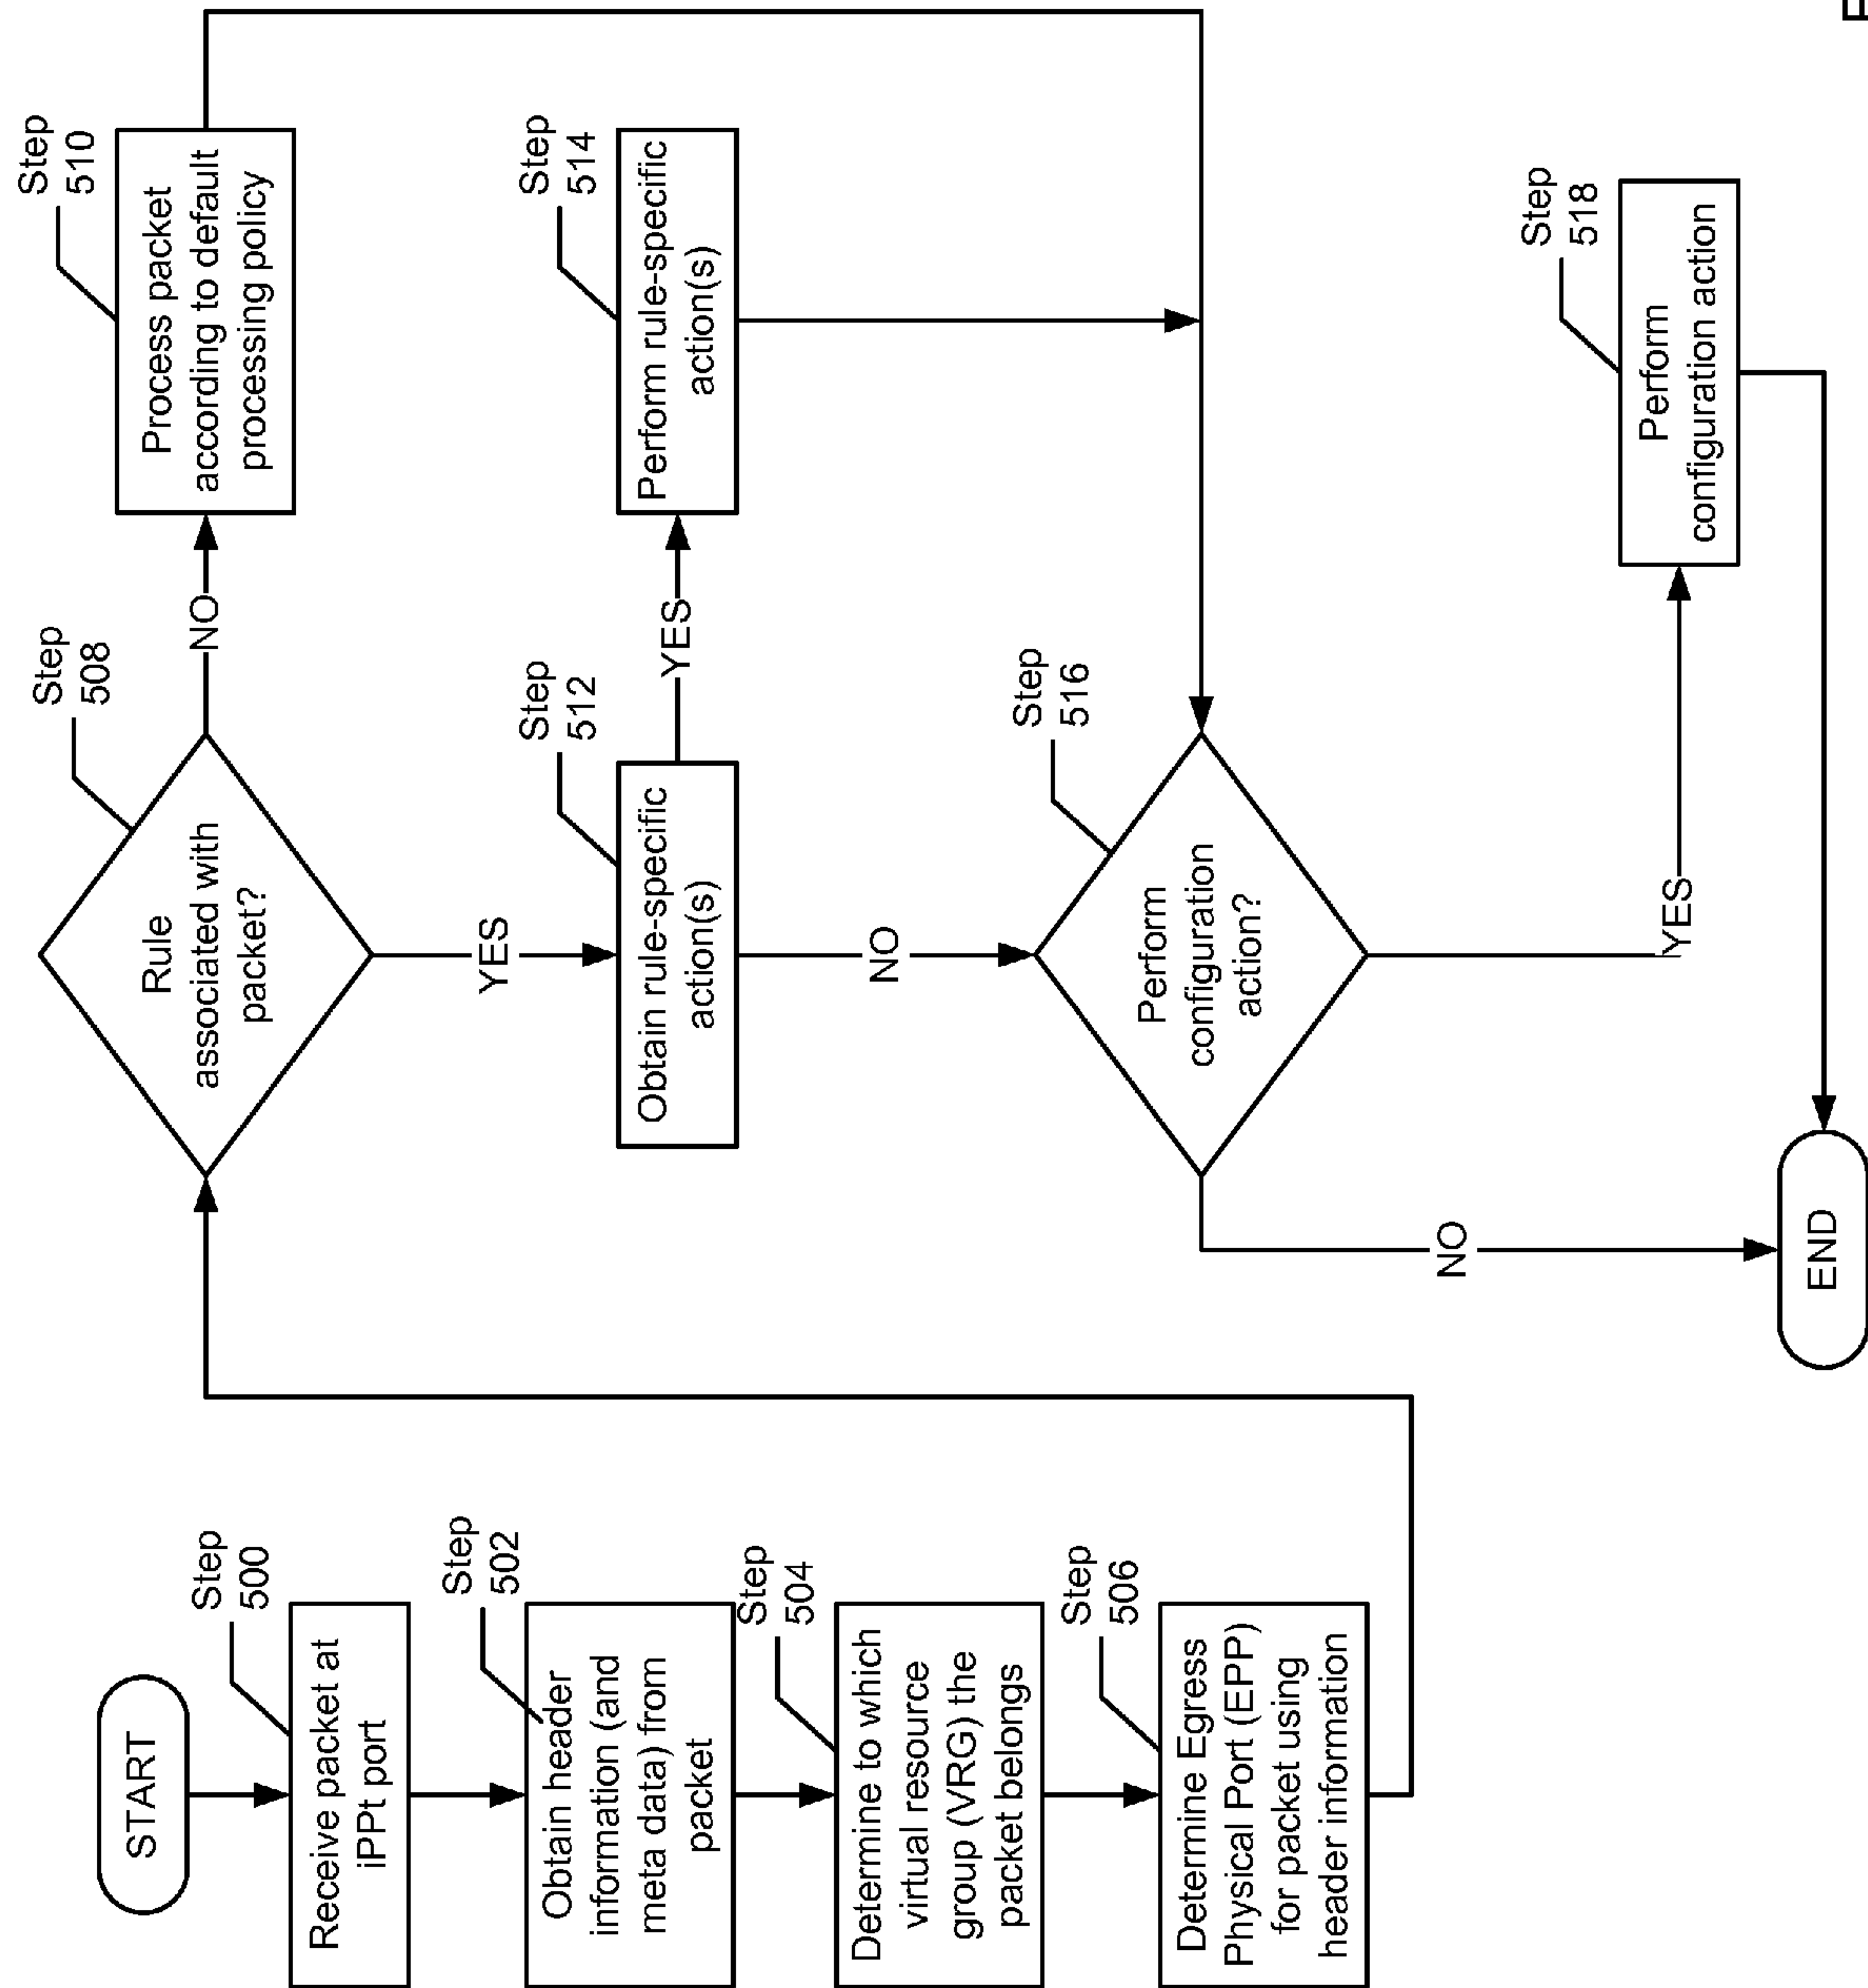 START
Step
500
Receive packet at
iPPt port
Step
502
Obtain header
information (and
meta data) from
packet
Step
504
Determine to which
virtual resource
group (VRG) the
packet belongs
Step
506
Determine Egress
Physical Port (EPP)
for packet using
header information
Step
508
Rule
associated with
packet?
NO
Step
510
Process packet
according to default
processing policy
YES
Step
512
Obtain rule-specific
action(s)
YES
Step
514
Perform rule-specific
action(s)
NO
Step
516
Perform
configuration
action?
YES
Step
518
Perform
configuration action
NO
END